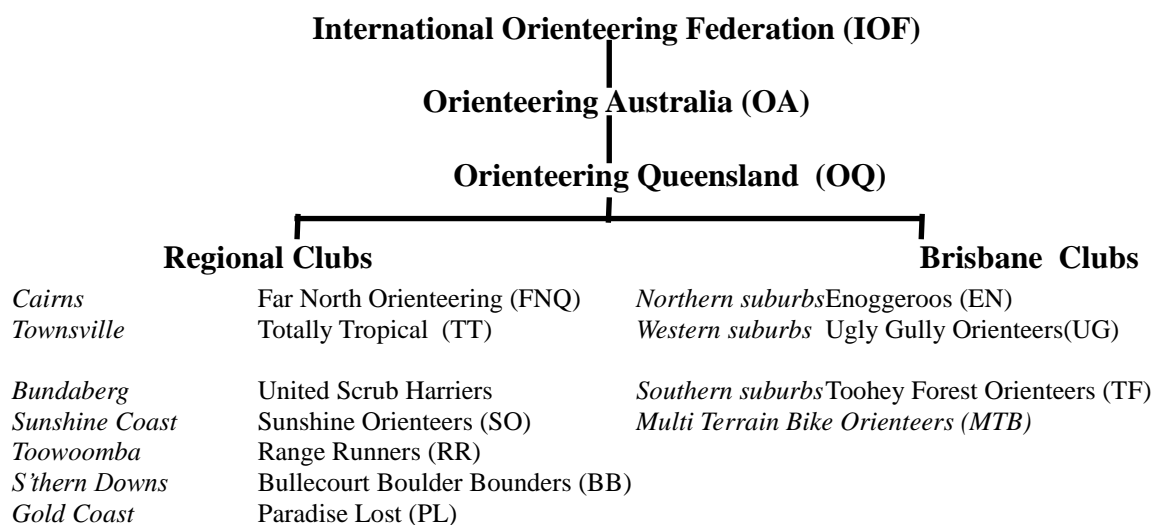 International Orienteering Federation (IOF)
Orienteering Australia (OA)
Orienteering Queensland (OQ)
Regional Clubs
Cairns Far North Orienteering (FNQ)
Townsville Totally Tropical (TT)
Bundaberg United Scrub Harriers
Sunshine Coast Sunshine Orienteers (SO)
Toowoomba Range Runners (RR)
S'thern Downs Bullecourt Boulder Bounders (BB)
Gold Coast Paradise Lost (PL)
Brisbane Clubs
Northern suburbs Enoggeroos (EN)
Western suburbs Ugly Gully Orienteers(UG)
Southern suburbs Toohey Forest Orienteers (TF)
Multi Terrain Bike Orienteers (MTB)